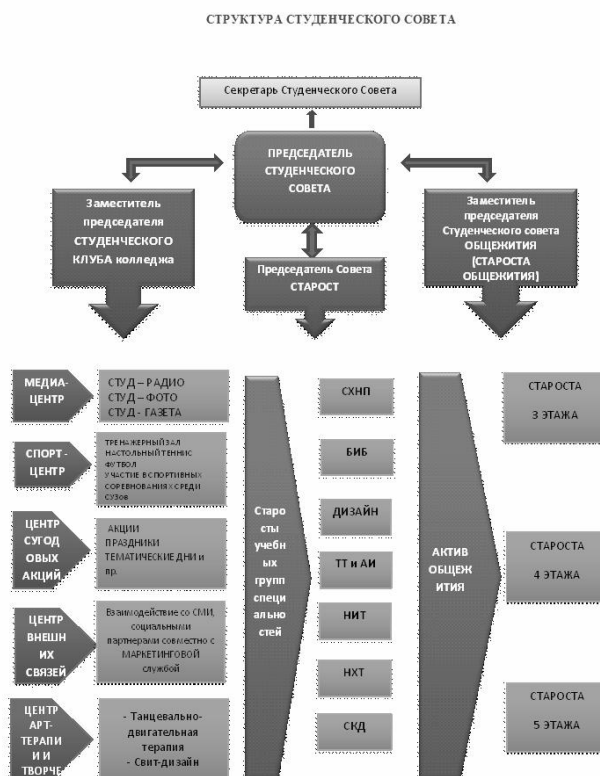 СТРУКТУРА СТУДЕНЧЕСКОГО СОВЕТА
Секретарь Студенческого Совета
ПРЕДСЕДАТЕЛЬ
СТУДЕНЧЕСКОГО
СОВЕТА
Заместитель
председателя
СТУДЕНЧЕСКОГО
КЛУБА колледжа
Председатель Совета
СТАРОСТ
Заместитель
председателя
Студенческого совета
ОБЩЕЖИТИЯ
(СТАРОСТА
ОБЩЕЖИТИЯ)
МЕДИА-
ЦЕНТР
СТУД – РАДИО
СТУД – ФОТО
СТУД - ГАЗЕТА
СПОРТ -
ЦЕНТР
ТРЕНАЖЕРНЫЙ ЗАЛ
НАСТОЛЬНЫЙ ТЕННИС
ФУТБОЛ
УЧАСТИЕ В СПОРТИВНЫХ
СОРЕВНОВАНИЯХ СРЕДИ
СУЗов
ЦЕНТР
СУГОД
ОВЫХ
АКЦИЙ
АКЦИИ
ПРАЗДНИКИ
ТЕМАТИЧЕСКИЕ ДНИ и
пр.
ЦЕНТР
ВНЕШН
ИХ
СВЯЗЕЙ
Взаимодействие со СМИ,
социальными
партнерами совместно с
МАРКЕТИНГОВОЙ
службой
ЦЕНТР
АРТ-
ТЕРАПИ
И И
ТВОРЧЕ
- Танцевально-
двигательная
терапия
- Свит-дизайн
Старо
сты
учебн
ых
групп
специ
ально
стей
СХНП
БИБ
ДИЗАЙН
ТТ и АИ
НИТ
НХТ
СКД
АКТИВ
ОБЩЕЖ
ИТИЯ
СТАРОСТА
3 ЭТАЖА
СТАРОСТА
4 ЭТАЖА
СТАРОСТА
5 ЭТАЖА